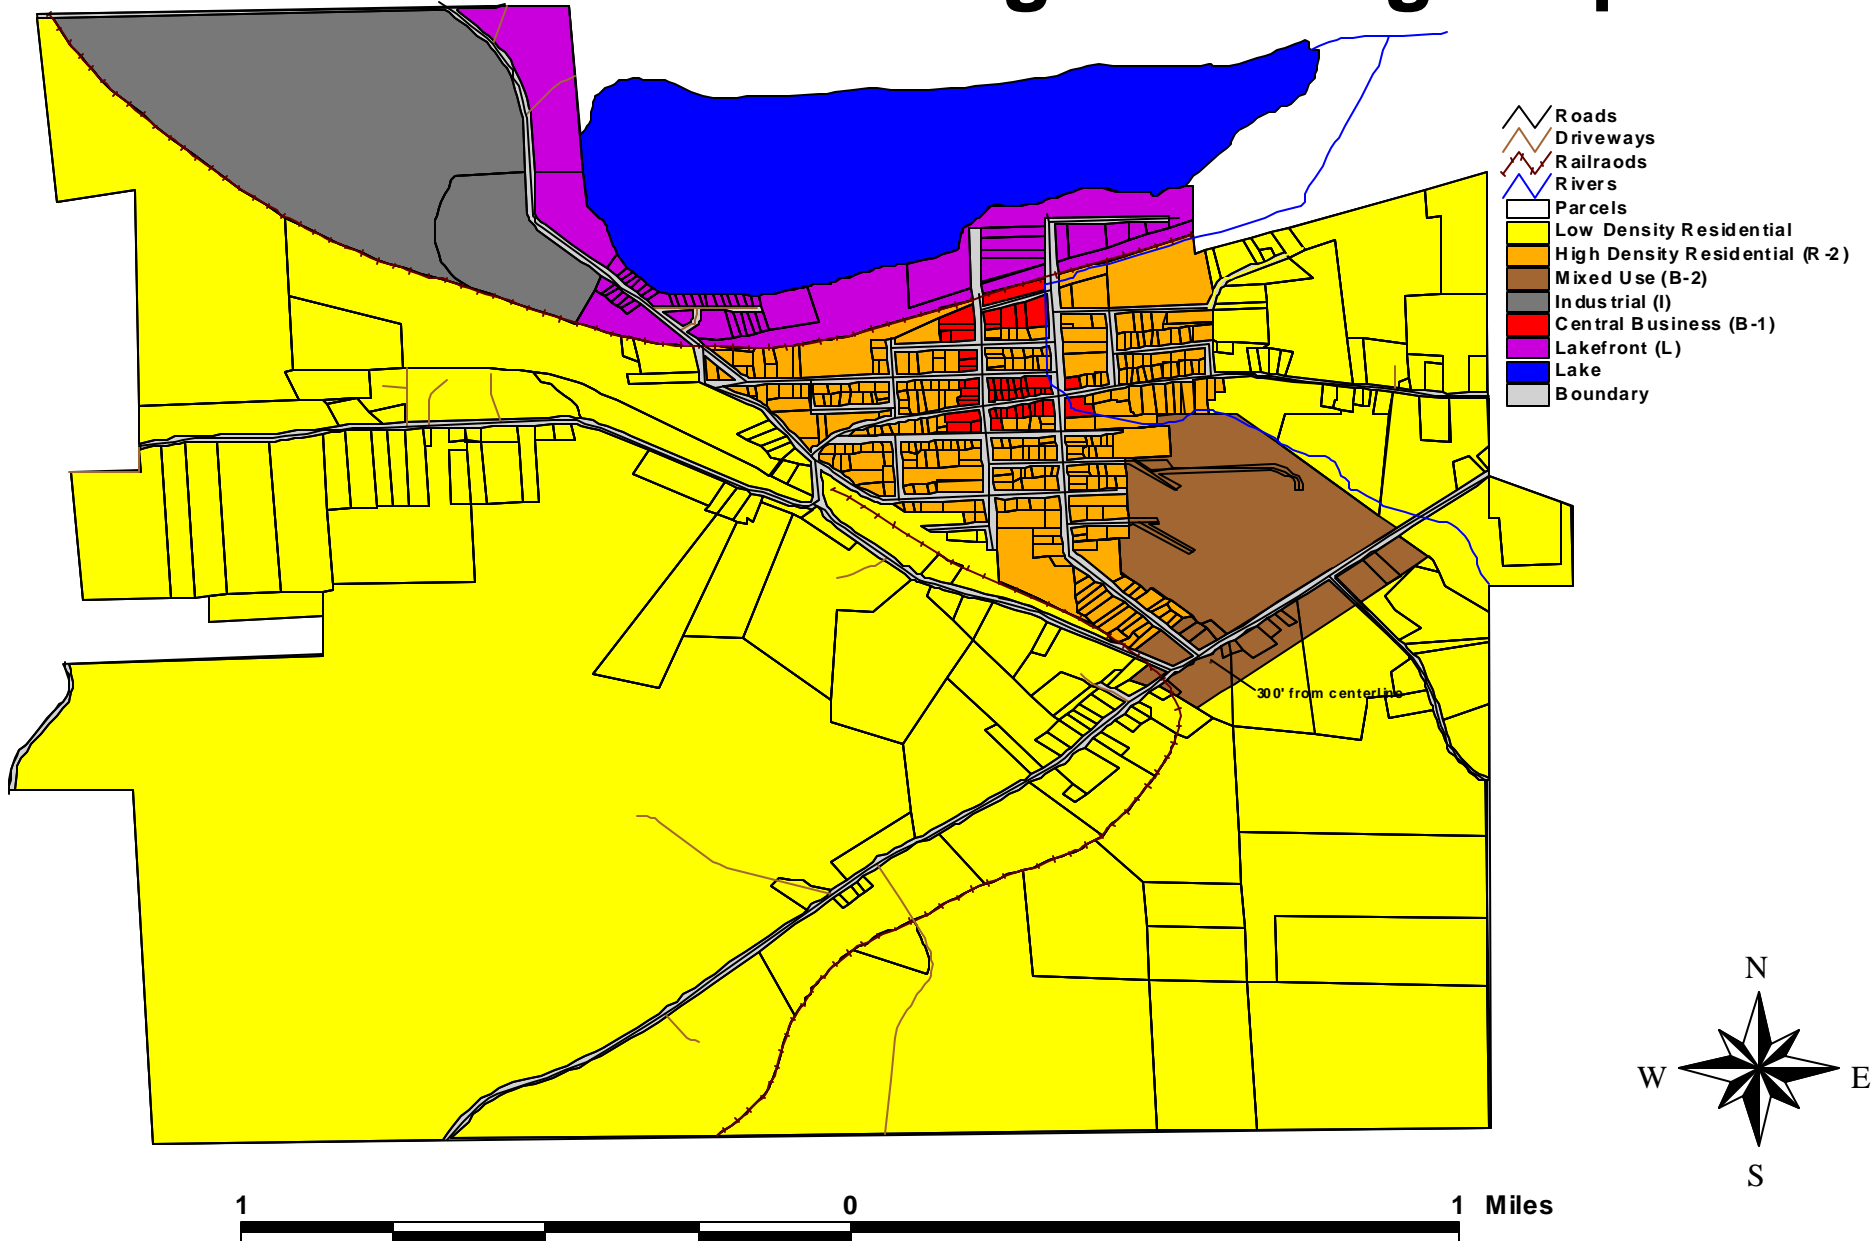 Roads
Driveways
Railraods
Rivers
Parcels
Low Density Residential
High Density Residential (R-2)
Mixed Use (B-2)
Industrial (I)
Central Business (B-1)
Lakefront (L)
Lake
Boundary
300' from centerline
N
W E
S
1 0 1 Miles